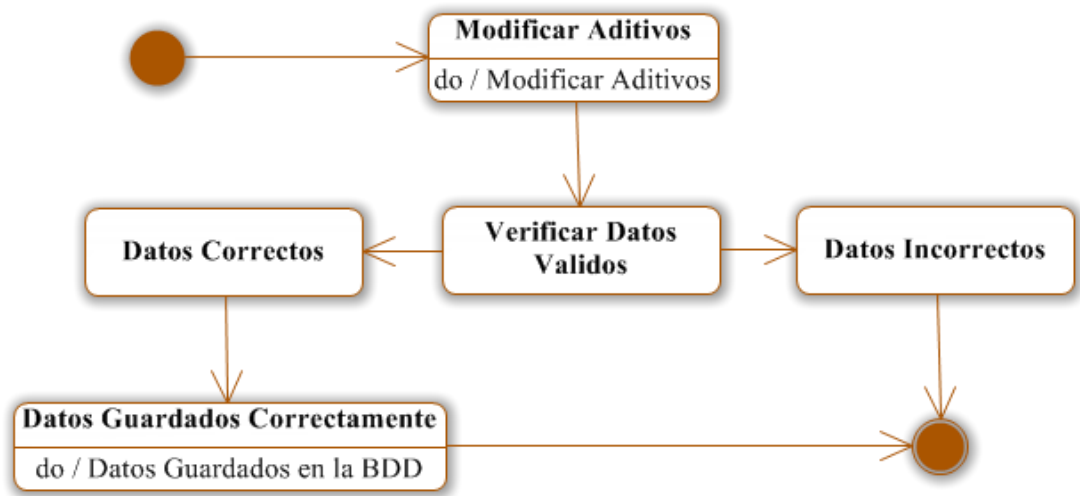 Modificar Aditivos
do / Modificar Aditivos
Datos Correctos
Verificar Datos
Validos
Datos Incorrectos
Datos Guardados Correctamente
do / Datos Guardados en la BDD